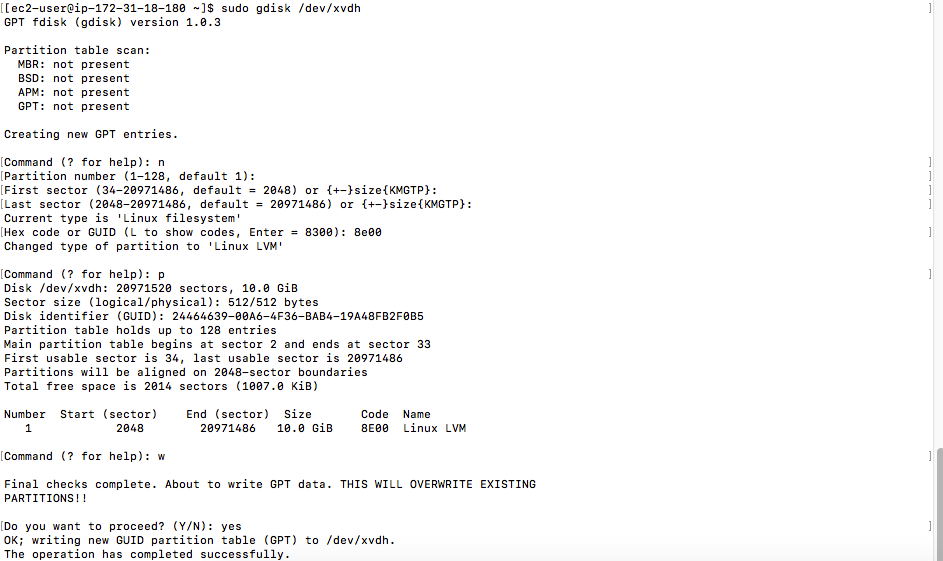 [[ec2-user@ip-172-31-18-180 ~]$ sudo gdisk /dev/xvdh ]
GPT fdisk (gdisk) version 1.0.3
Partition table scan:
MBR: not present
BSD: not present
APM: not present
GPT: not present
Creating new GPT entries.
[Command (? for help): n ]
[Partition number (1-128, default 1): ]
[First sector (34-20971486, default = 2048) or {+-}size{KMGTP}: ]
[Last sector (2048-20971486, default = 20971486) or {+-}size{KMGTP}: ]
Current type is 'Linux filesystem'
[Hex code or GUID (L to show codes, Enter = 8300): 8e00 ]
Changed type of partition to 'Linux LVM'
[Command (? for help): p ]
Disk /dev/xvdh: 20971520 sectors, 10.0 GiB
Sector size (logical/physical): 512/512 bytes
Disk identifier (GUID): 24464639-00A6-4F36-BAB4-19A48FB2F0B5
Partition table holds up to 128 entries
Main partition table begins at sector 2 and ends at sector 33
First usable sector is 34, last usable sector is 20971486
Partitions will be aligned on 2048-sector boundaries
Total free space is 2014 sectors (1007.0 KiB)
Number  Start (sector)    End (sector)  Size       Code  Name
1            2048        20971486   10.0 GiB    8E00  Linux LVM
[Command (? for help): w ]
Final checks complete. About to write GPT data. THIS WILL OVERWRITE EXISTING
PARTITIONS!!
[Do you want to proceed? (Y/N): yes ]
OK; writing new GUID partition table (GPT) to /dev/xvdh.
The operation has completed successfully.